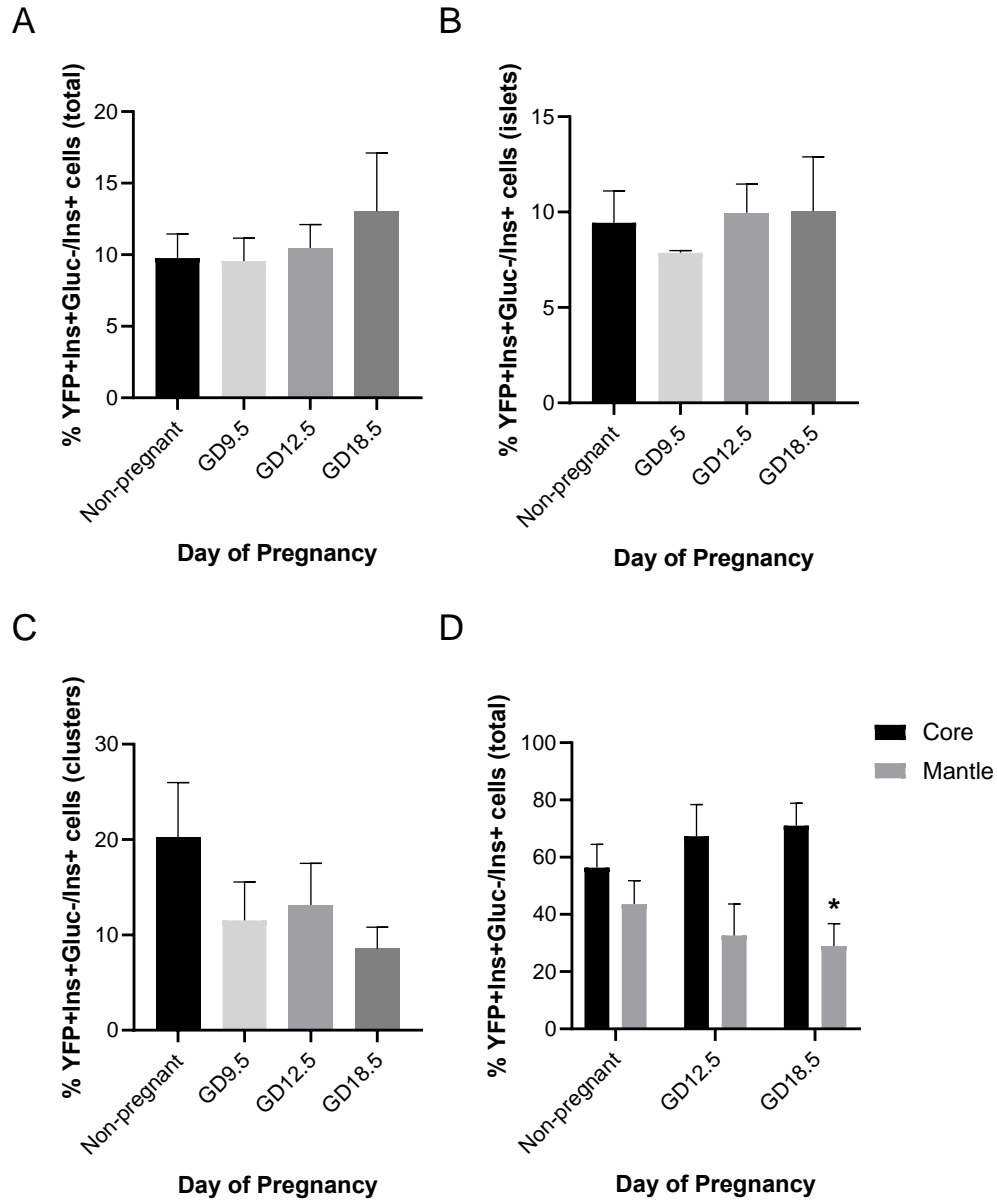 A
% YFP+Ins+Gluc-/Ins+ cells (total)
20
15
10
5
0
Non-pregnant
GD9.5
GD12.5
GD18.5
Day of Pregnancy
B
% YFP+Ins+Gluc-/Ins+ cells (islets)
15
10
5
0
Non-pregnant
GD9.5
GD12.5
GD18.5
Day of Pregnancy
C
% YFP+Ins+Gluc-/Ins+ cells (clusters)
30
20
10
0
Non-pregnant
GD9.5
GD12.5
GD18.5
Day of Pregnancy
D
% YFP+Ins+Gluc-/Ins+ cells (total)
100
80
60
40
20
0
*
Non-pregnant
GD12.5
GD18.5
Day of Pregnancy
Core
Mantle